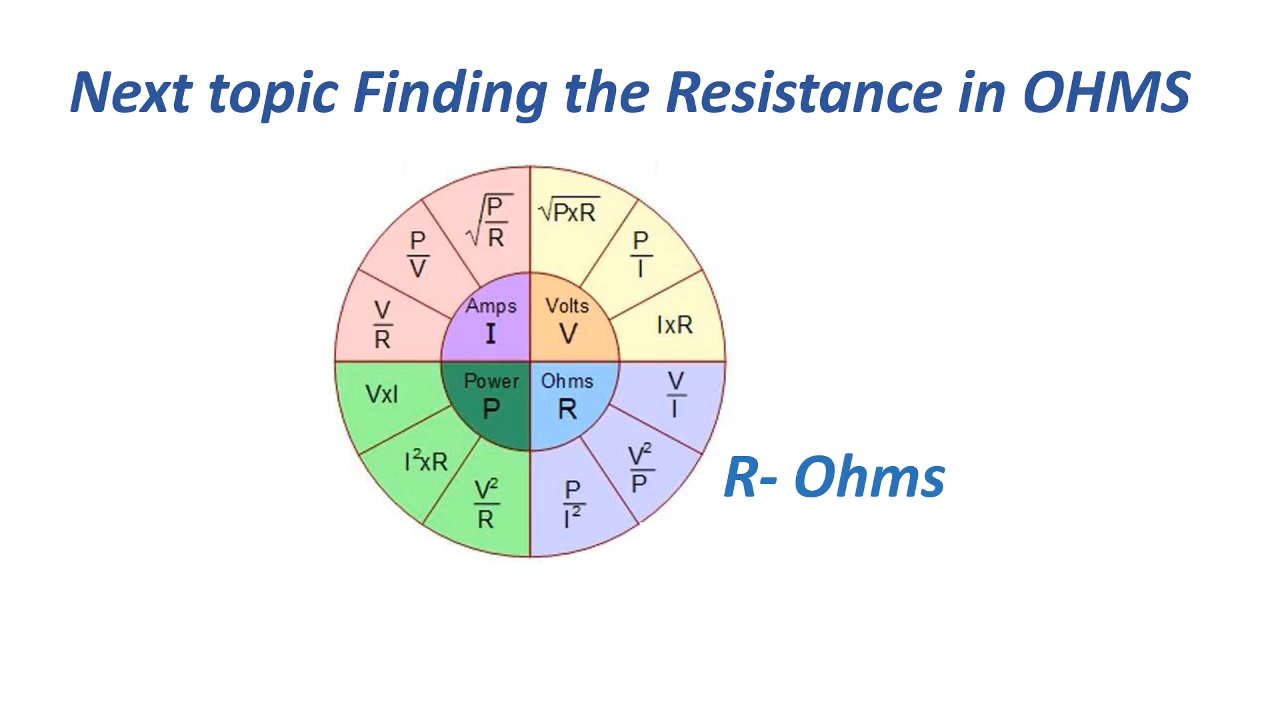 Next topic Finding the Resistance in OHMS
√P/R
√PxR
P/V
P/I
V/R
Amps
I
Volts
V
IxR
VxI
Power
P
Ohms
R
V/I
I²xR
V²/R
P/I²
V²/P
R- Ohms